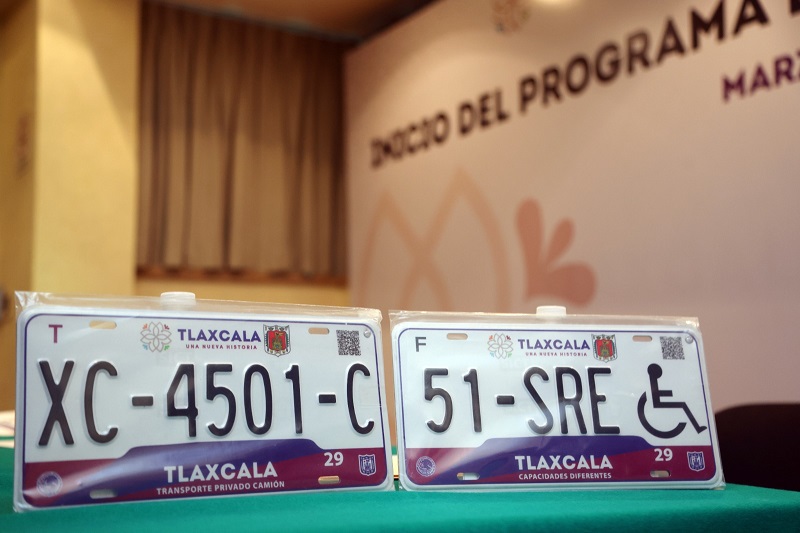 INICIO DEL PROGRAMA
MARZ
T
TLAXCALA
UNA NUEVA HISTORIA
XC-4501-C
TLAXCALA
29
TRANSPORTE PRIVADO CAMIÓN
F
TLAXCALA
UNA NUEVA HISTORIA
51-SRE
TLAXCALA
29
CAPACIDADES DIFERENTES